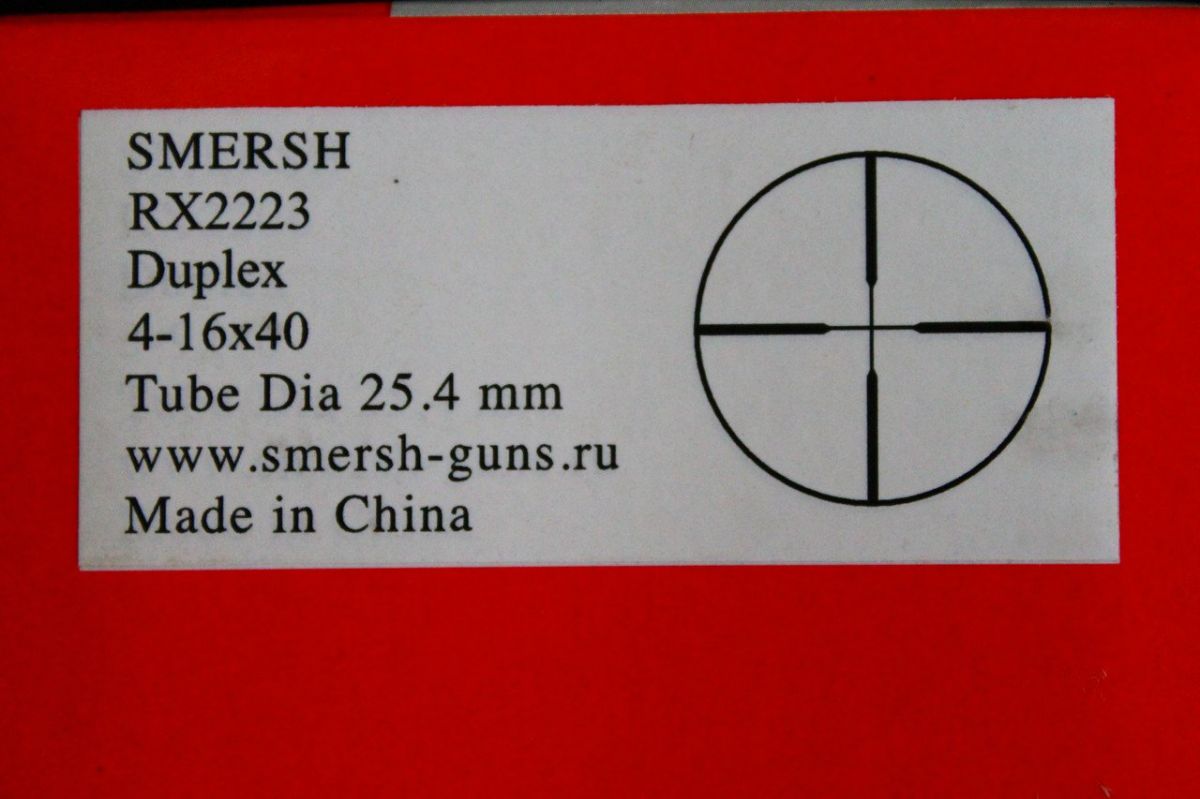 SMERSH
RX2223
Duplex
4-16x40
Tube Dia 25.4 mm
www.smersh-guns.ru
Made in China